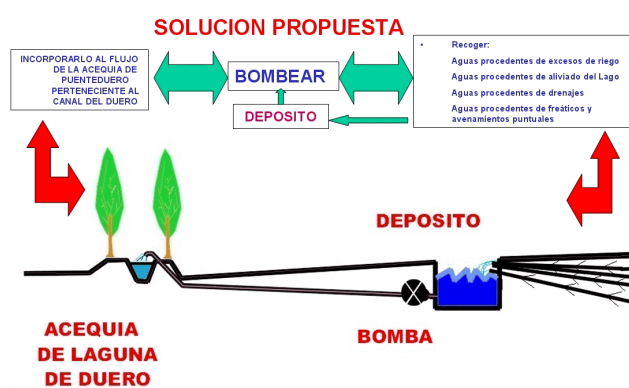 SOLUCION PROPUESTA
INCORPORARLO AL FLUJO
DE LA ACEQUIA DE
PUENTEDUERO
PERTENECIENTE AL
CANAL DEL DUERO
BOMBEAR
DEPOSITO
• Recoger:
Aguas procedentes de excesos de riego
Aguas procedentes de aliviado del Lago
Aguas procedentes de drenajes
Aguas procedentes de freáticos y
avenamientos puntuales
DEPOSITO
BOMBA
ACEQUIA
DE LAGUNA
DE DUERO